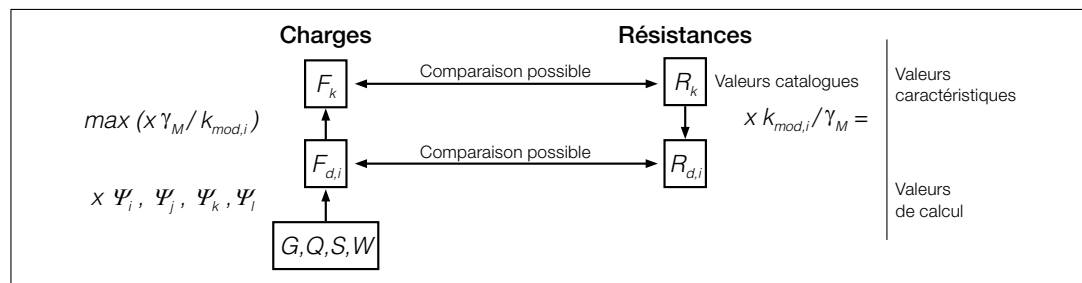 Charges
Résistances
F_k
Comparaison possible
R_k
Valeurs catalogues
Valeurs
caractéristiques
max (x γ_M / k_mod,i )
x k_mod,i / γ_M =
F_d,i
Comparaison possible
R_d,i
x Ψ_i , Ψ_j , Ψ_k ,Ψ_l
Valeurs
de calcul
G,Q,S,W